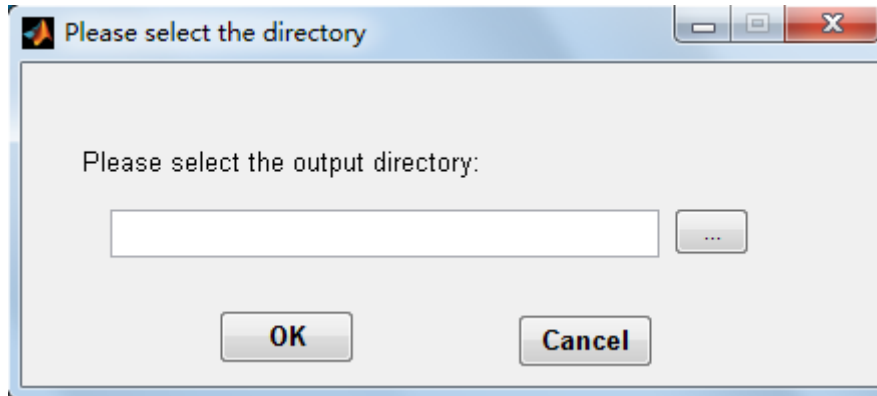 Please select the directory
Please select the output directory:
...
OK
Cancel